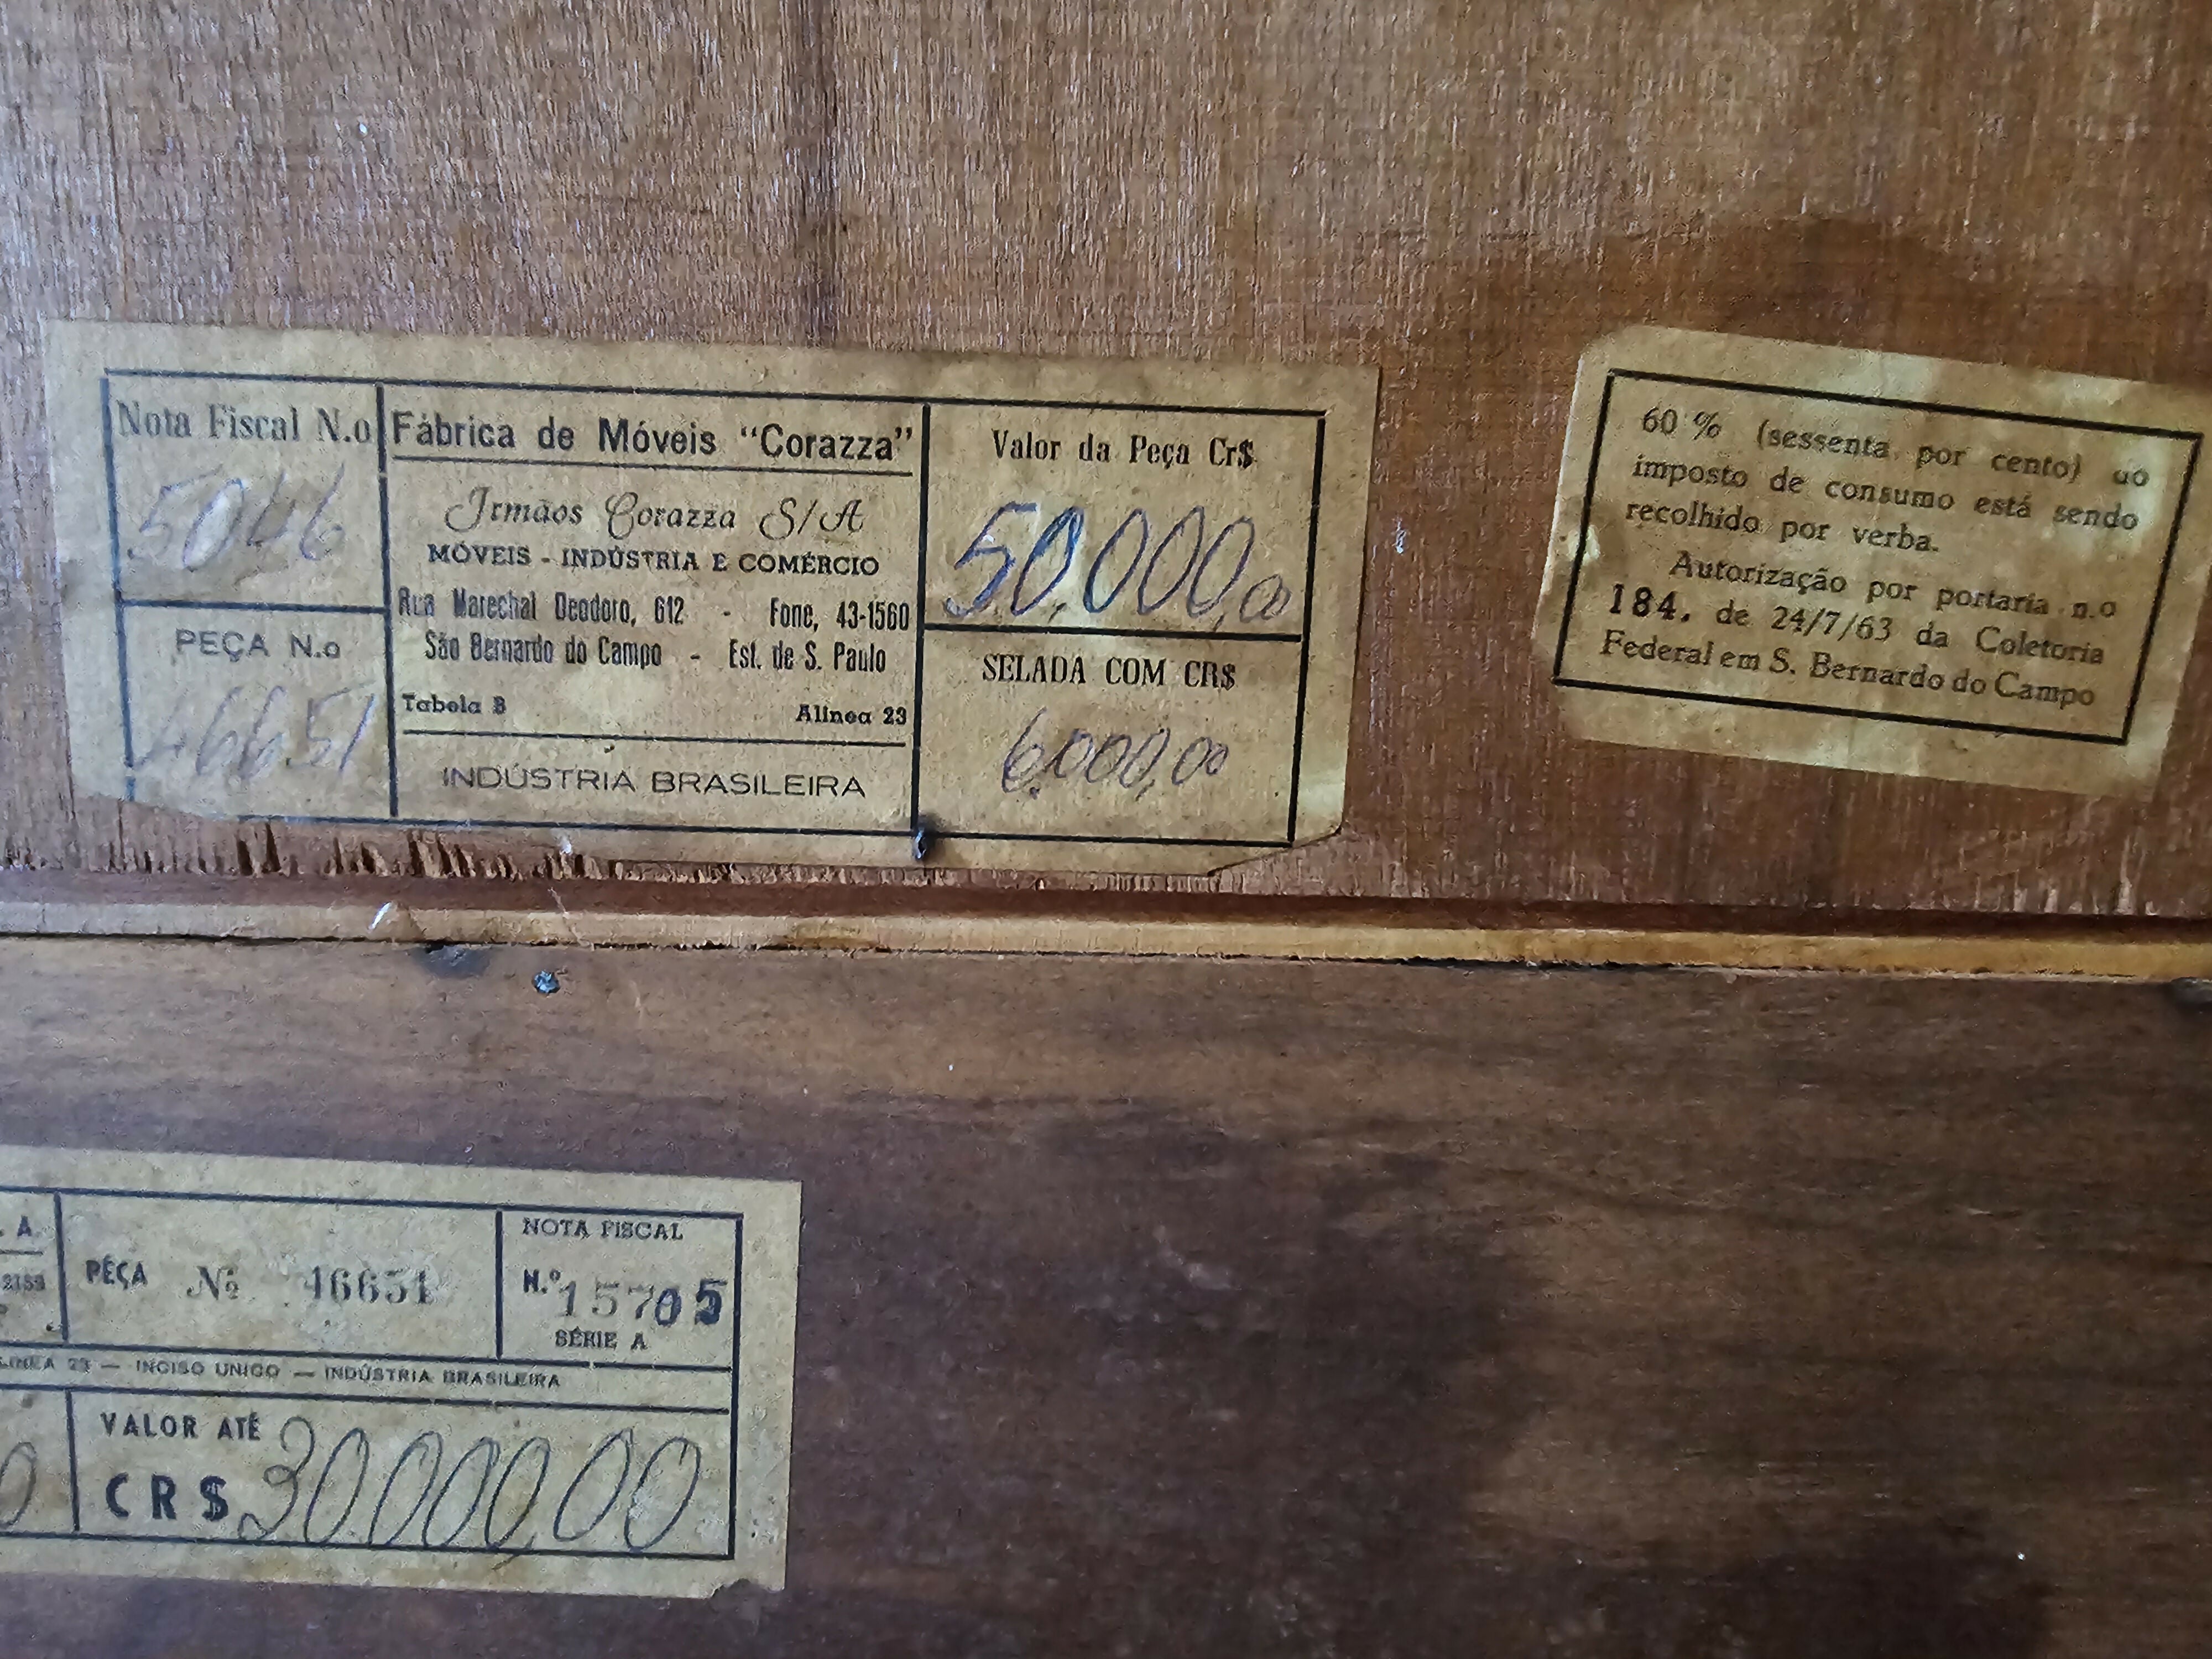 Nota Fiscal N.o
5046
PEÇA N.o
46651
Fábrica de Móveis "Corazza"
Irmãos Corazza S/A
MÓVEIS - INDÚSTRIA E COMÉRCIO
Rua Marechal Deodoro, 612 - Fone, 43-1560
São Bernardo do Campo - Est. de S. Paulo
Tabela B Alínea 23
INDÚSTRIA BRASILEIRA
Valor da Peça Cr$
50.000,00
SELADA COM CR$
6.000,00
60 % (sessenta por cento) do
imposto de consumo está sendo
recolhido por verba.
Autorização por portaria n.o
184, de 24/7/63 da Coletoria
Federal em S. Bernardo do Campo
. A.
PEÇA Nº 46651
NOTA FISCAL
N.º 15705
SÉRIE A
23 — INCISO UNICO — INDÚSTRIA BRASILEIRA
VALOR ATÉ
CR$ 30.000,00